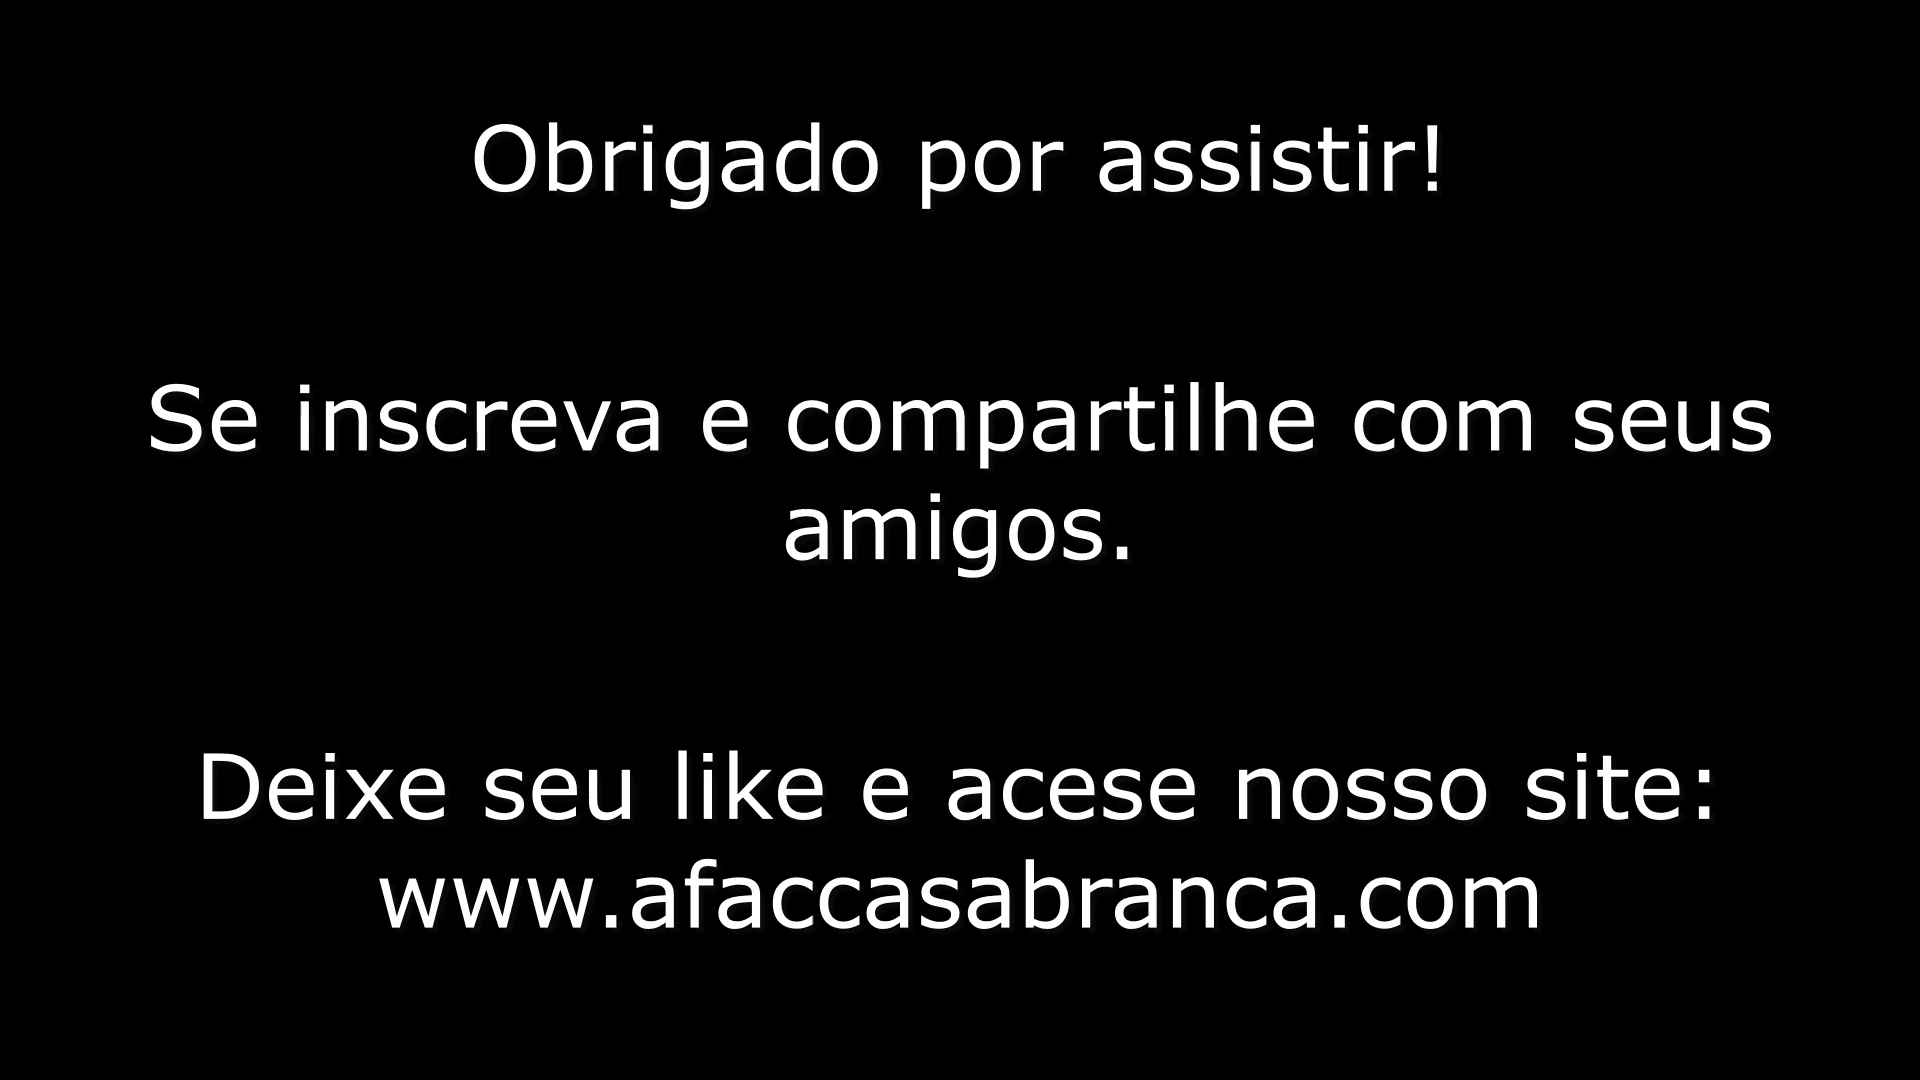 Obrigado por assistir!
Se inscreva e compartilhe com seus
amigos.
Deixe seu like e acese nosso site:
www.afaccasabranca.com